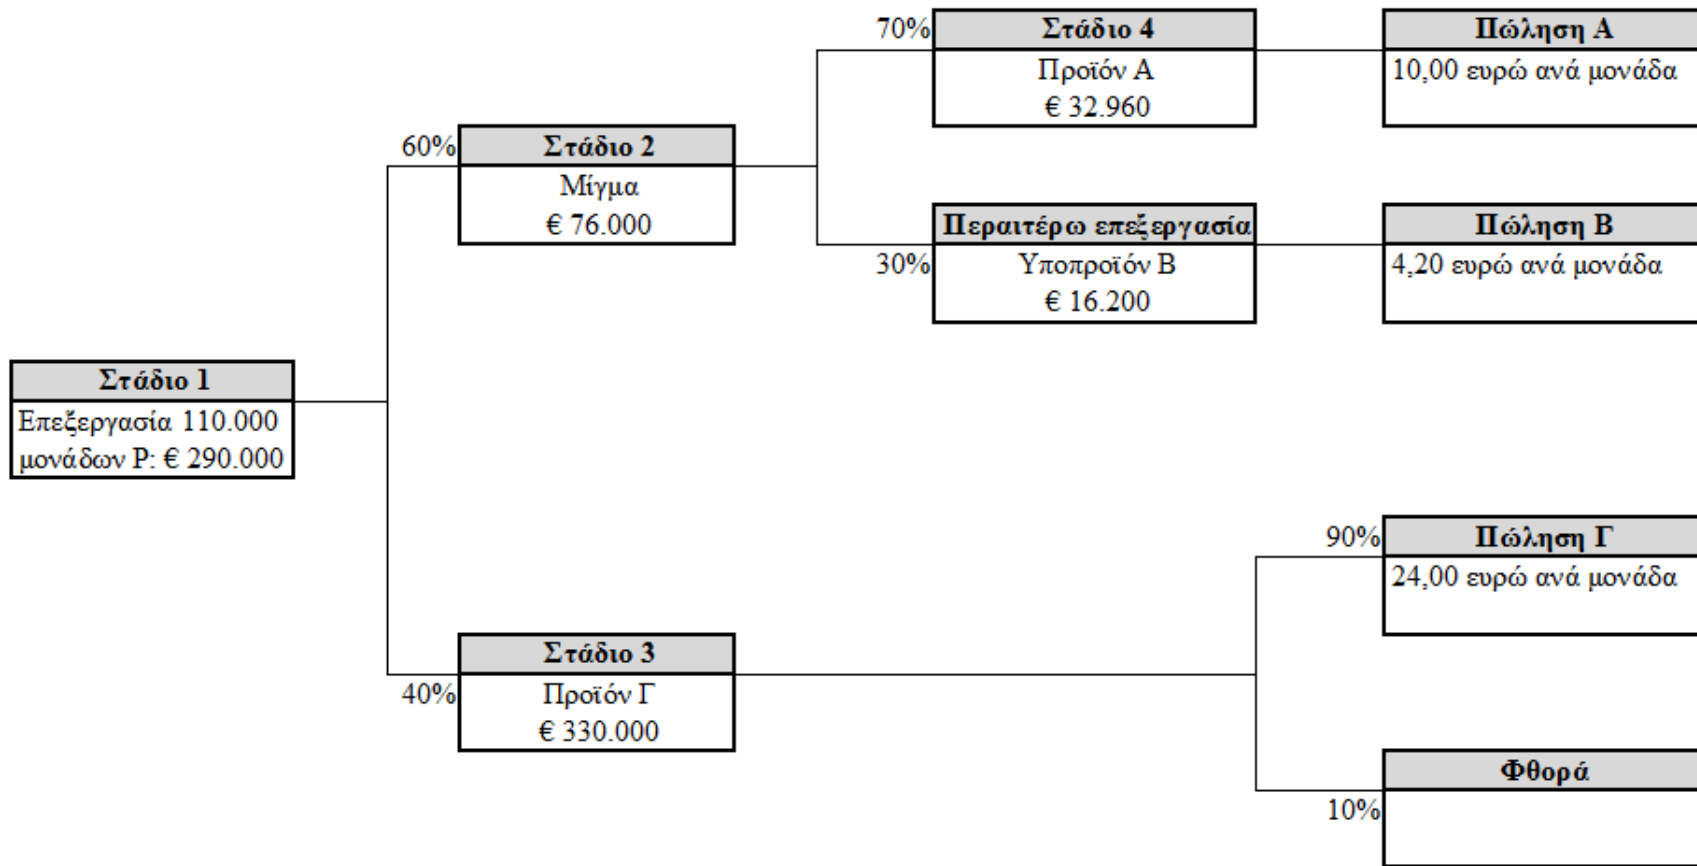 70%
Στάδιο 4
Προϊόν Α
€ 32.960
Πώληση Α
10,00 ευρώ ανά μονάδα
60%
Στάδιο 2
Μίγμα
€ 76.000
30%
Περαιτέρω επεξεργασία
Υποπροϊόν Β
€ 16.200
Πώληση Β
4,20 ευρώ ανά μονάδα
Στάδιο 1
Επεξεργασία 110.000
μονάδων Ρ: € 290.000
40%
Στάδιο 3
Προϊόν Γ
€ 330.000
90%
Πώληση Γ
24,00 ευρώ ανά μονάδα
10%
Φθορά